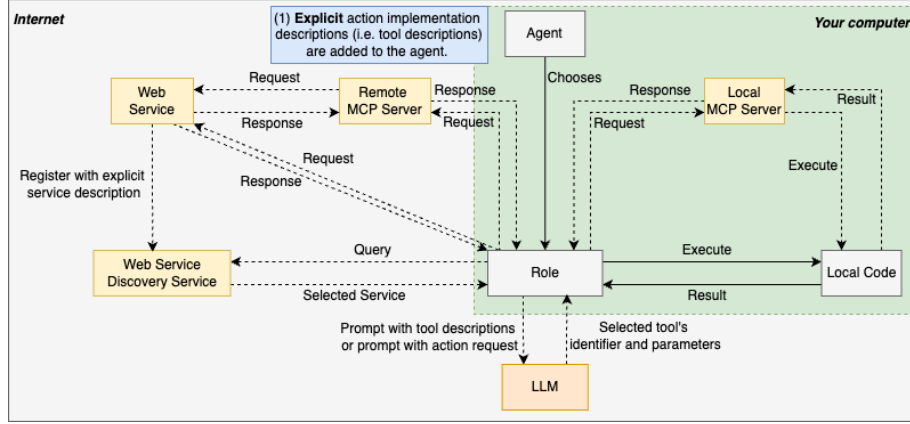 Internet
(1) Explicit action implementation
descriptions (i.e. tool descriptions)
are added to the agent.
Your computer
Agent
Chooses
Request
Web
Service
Remote
MCP Server
Response
Request
Response
Response
Request
Local
MCP Server
Result
Request
Response
Execute
Register with explicit
service description
Web Service
Discovery Service
Query
Selected Service
Role
Execute
Result
Local Code
Prompt with tool descriptions
or prompt with action request
Selected tool's
identifier and parameters
LLM